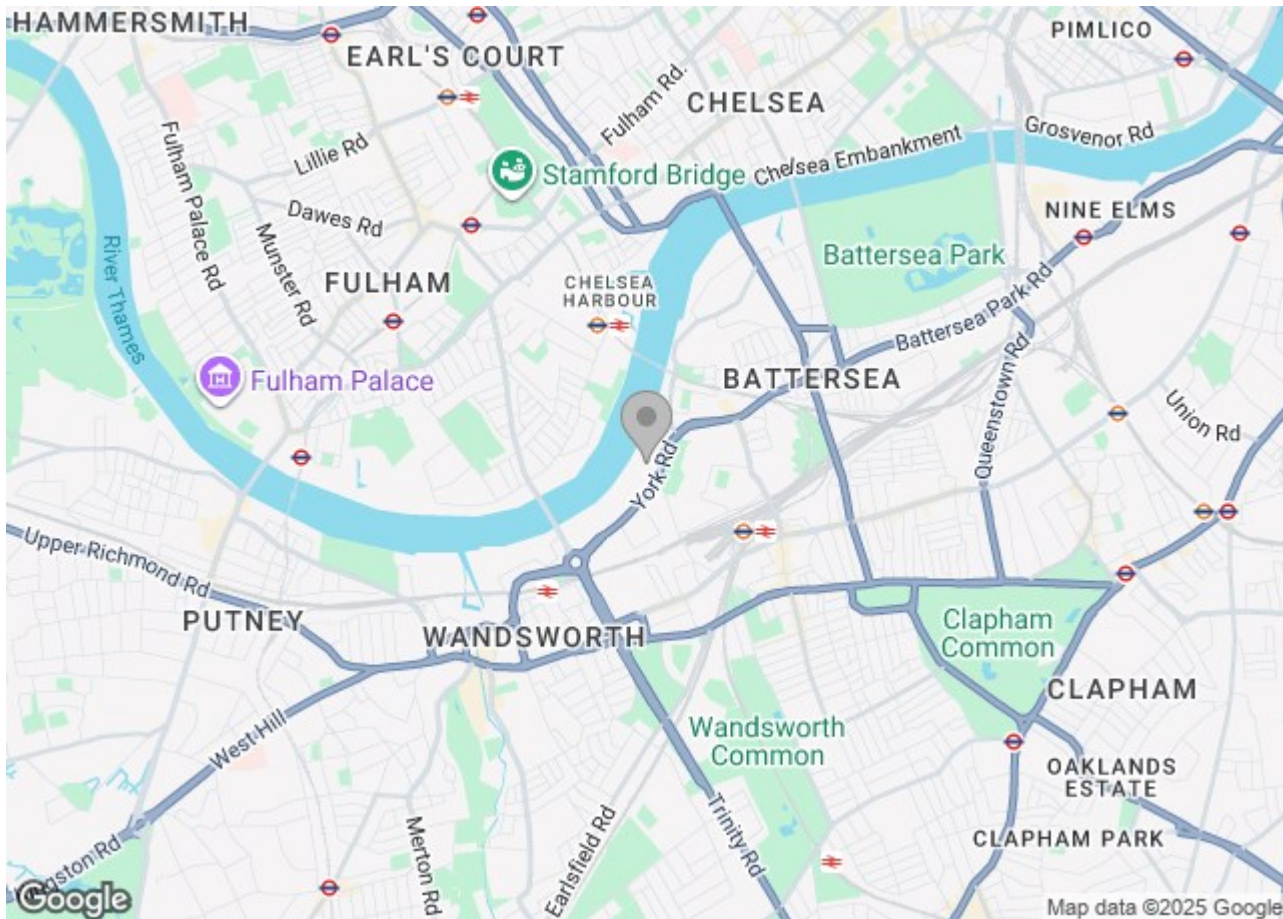 HAMMERSMITH
EARL'S COURT
PIMLICO
CHELSEA
Fulham Rd.
Lillie Rd
Grosvenor Rd
Chelsea Embankment
Fulham Palace Rd
Stamford Bridge
Dawes Rd
NINE ELMS
Munster Rd
River Thames
Battersea Park
FULHAM
CHELSEA
HARBOUR
Battersea Park Rd
Fulham Palace
BATTERSEA
Queenstown Rd
Union Rd
York Rd
Upper Richmond Rd
PUTNEY
WANDSWORTH
Clapham
Common
CLAPHAM
West Hill
Wandsworth
Common
OAKLANDS
ESTATE
Trinity Rd
Merton Rd
Earlsfield Rd
CLAPHAM PARK
Google
Map data ©2025 Google